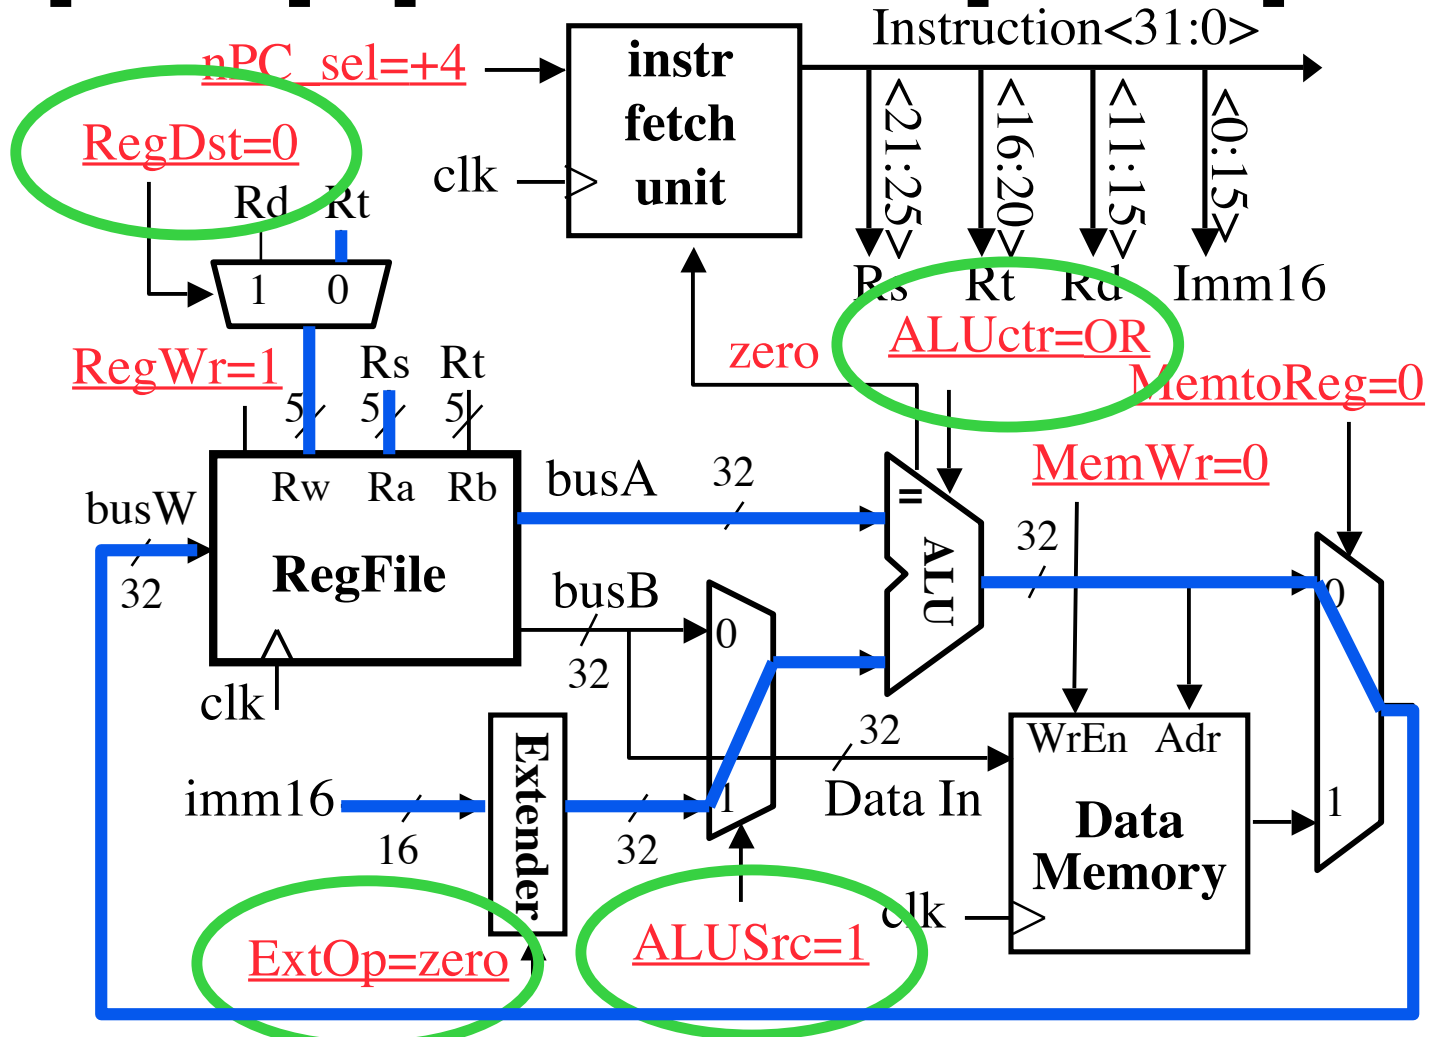 Instruction<31:0>
nPC_sel=+4
instr
fetch
unit
clk
<21:25>
<16:20>
<11:15>
<0:15>
RegDst=0
Rd
Rt
1
0
Rs
Rt
Rd
Imm16
ALUctr=OR
zero
MemtoReg=0
RegWr=1
Rs
Rt
5
5
5
MemWr=0
busW
32
Rw
Ra
Rb
RegFile
busA
32
=
ALU
32
0
busB
32
0
clk
32
WrEn
Adr
Extender
imm16
16
32
1
Data In
Data
Memory
1
clk
ExtOp=zero
ALUSrc=1